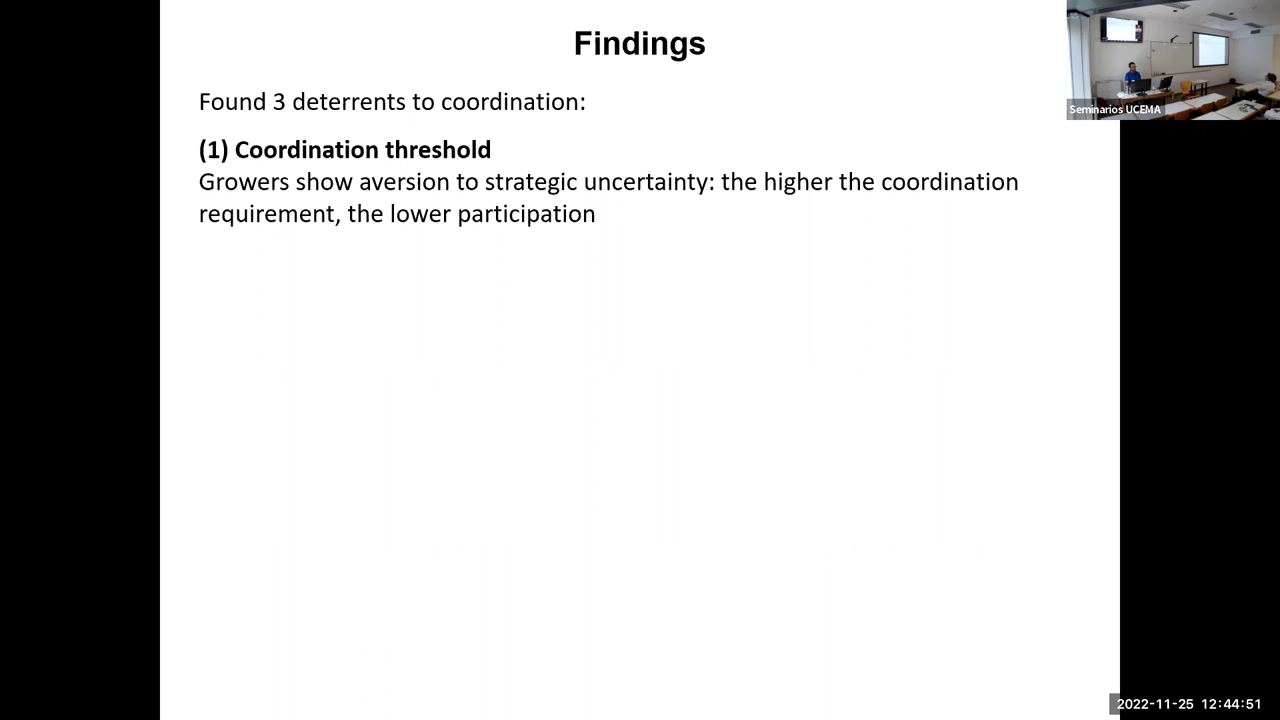 Findings
Found 3 deterrents to coordination:
(1) Coordination threshold
Growers show aversion to strategic uncertainty: the higher the coordination
requirement, the lower participation
Seminarios UCEMA
2022-11-25 12:44:51